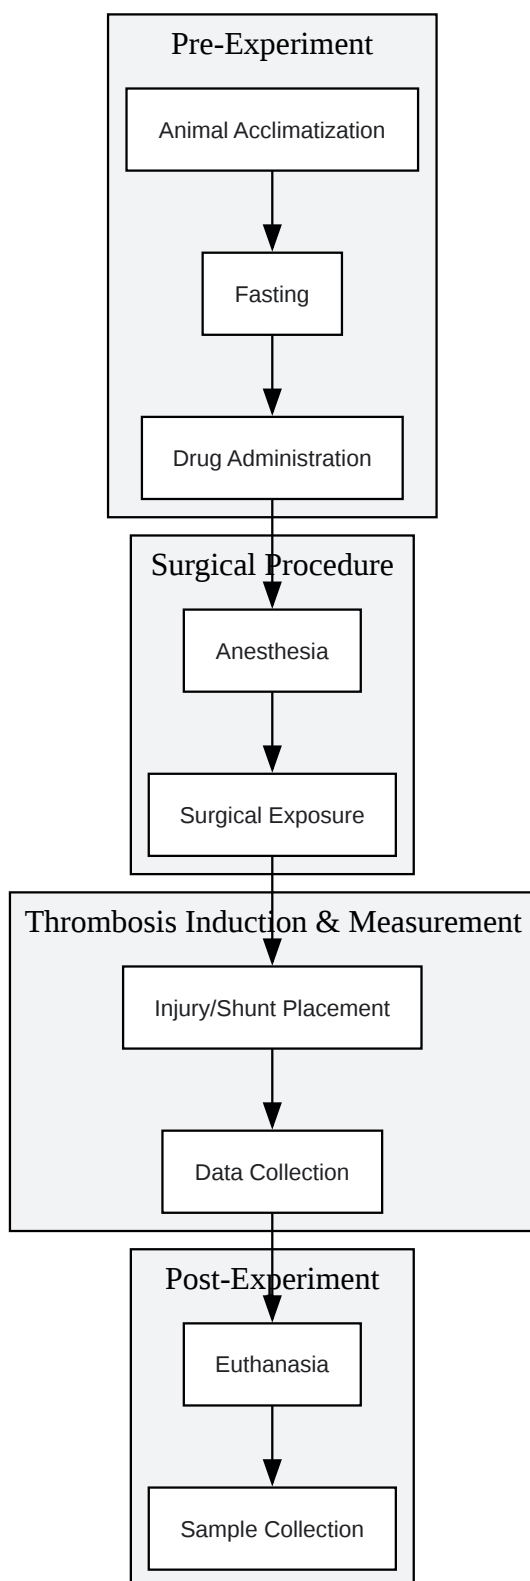 Pre-Experiment
Animal Acclimatization
Fasting
Drug Administration
Surgical Procedure
Anesthesia
Surgical Exposure
Thrombosis Induction & Measurement
Injury/Shunt Placement
Data Collection
Post-Experiment
Euthanasia
Sample Collection